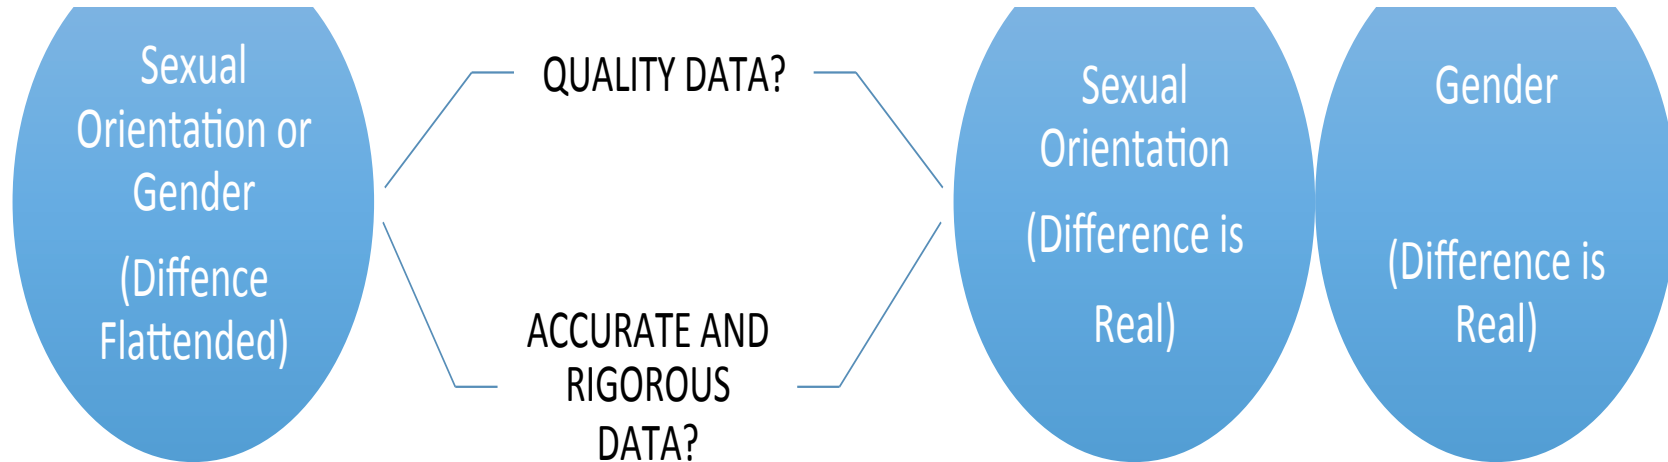 Sexual
Orientation or
Gender
(Diffence
Flattended)
QUALITY DATA?
ACCURATE AND
RIGOROUS
DATA?
Sexual
Orientation
(Difference is
Real)
Gender
(Difference is
Real)